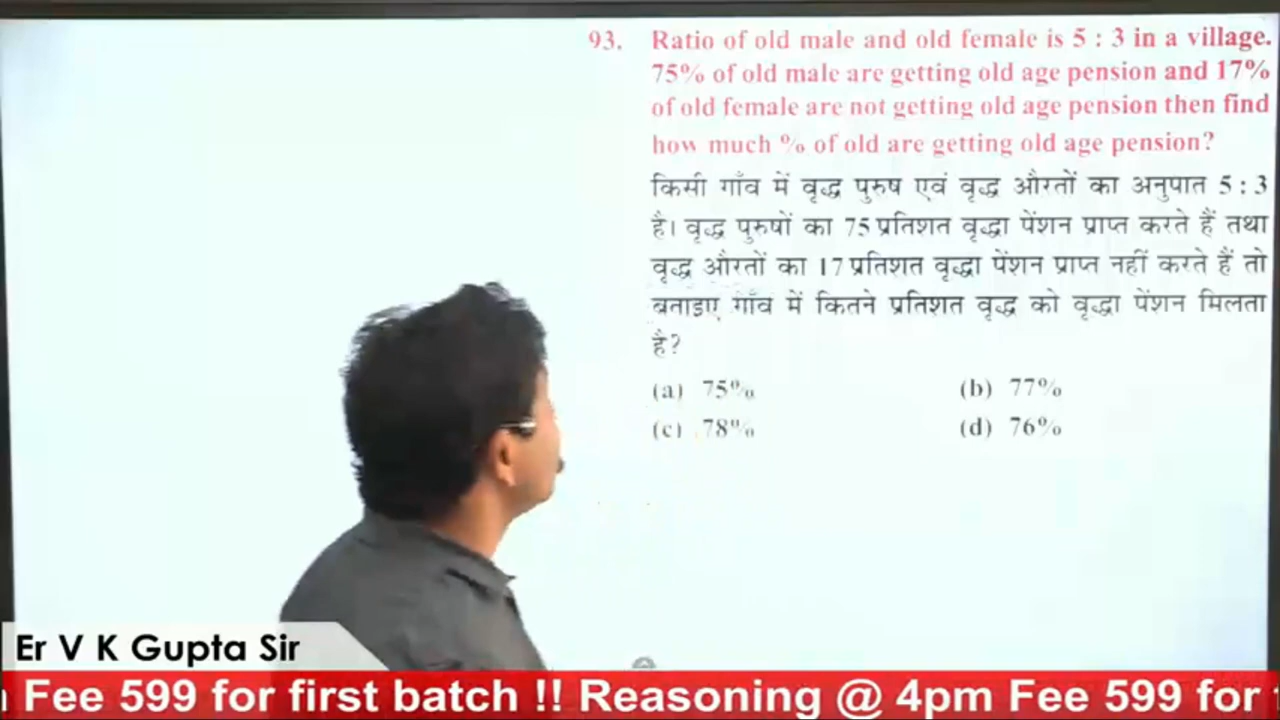 93. Ratio of old male and old female is 5 : 3 in a village.
75% of old male are getting old age pension and 17%
of old female are not getting old age pension then find
how much % of old are getting old age pension?
किसी गाँव में वृद्ध पुरुष एवं वृद्ध औरतों का अनुपात 5 : 3
है। वृद्ध पुरुषों का 75 प्रतिशत वृद्धा पेंशन प्राप्त करते हैं तथा
वृद्ध औरतों का 17 प्रतिशत वृद्धा पेंशन प्राप्त नहीं करते हैं तो
बताइए गाँव में कितने प्रतिशत वृद्ध को वृद्धा पेंशन मिलता
है?
(a) 75% (b) 77%
(c) 78% (d) 76%
Er V K Gupta Sir
Fee 599 for first batch !! Reasoning @ 4pm Fee 599 for